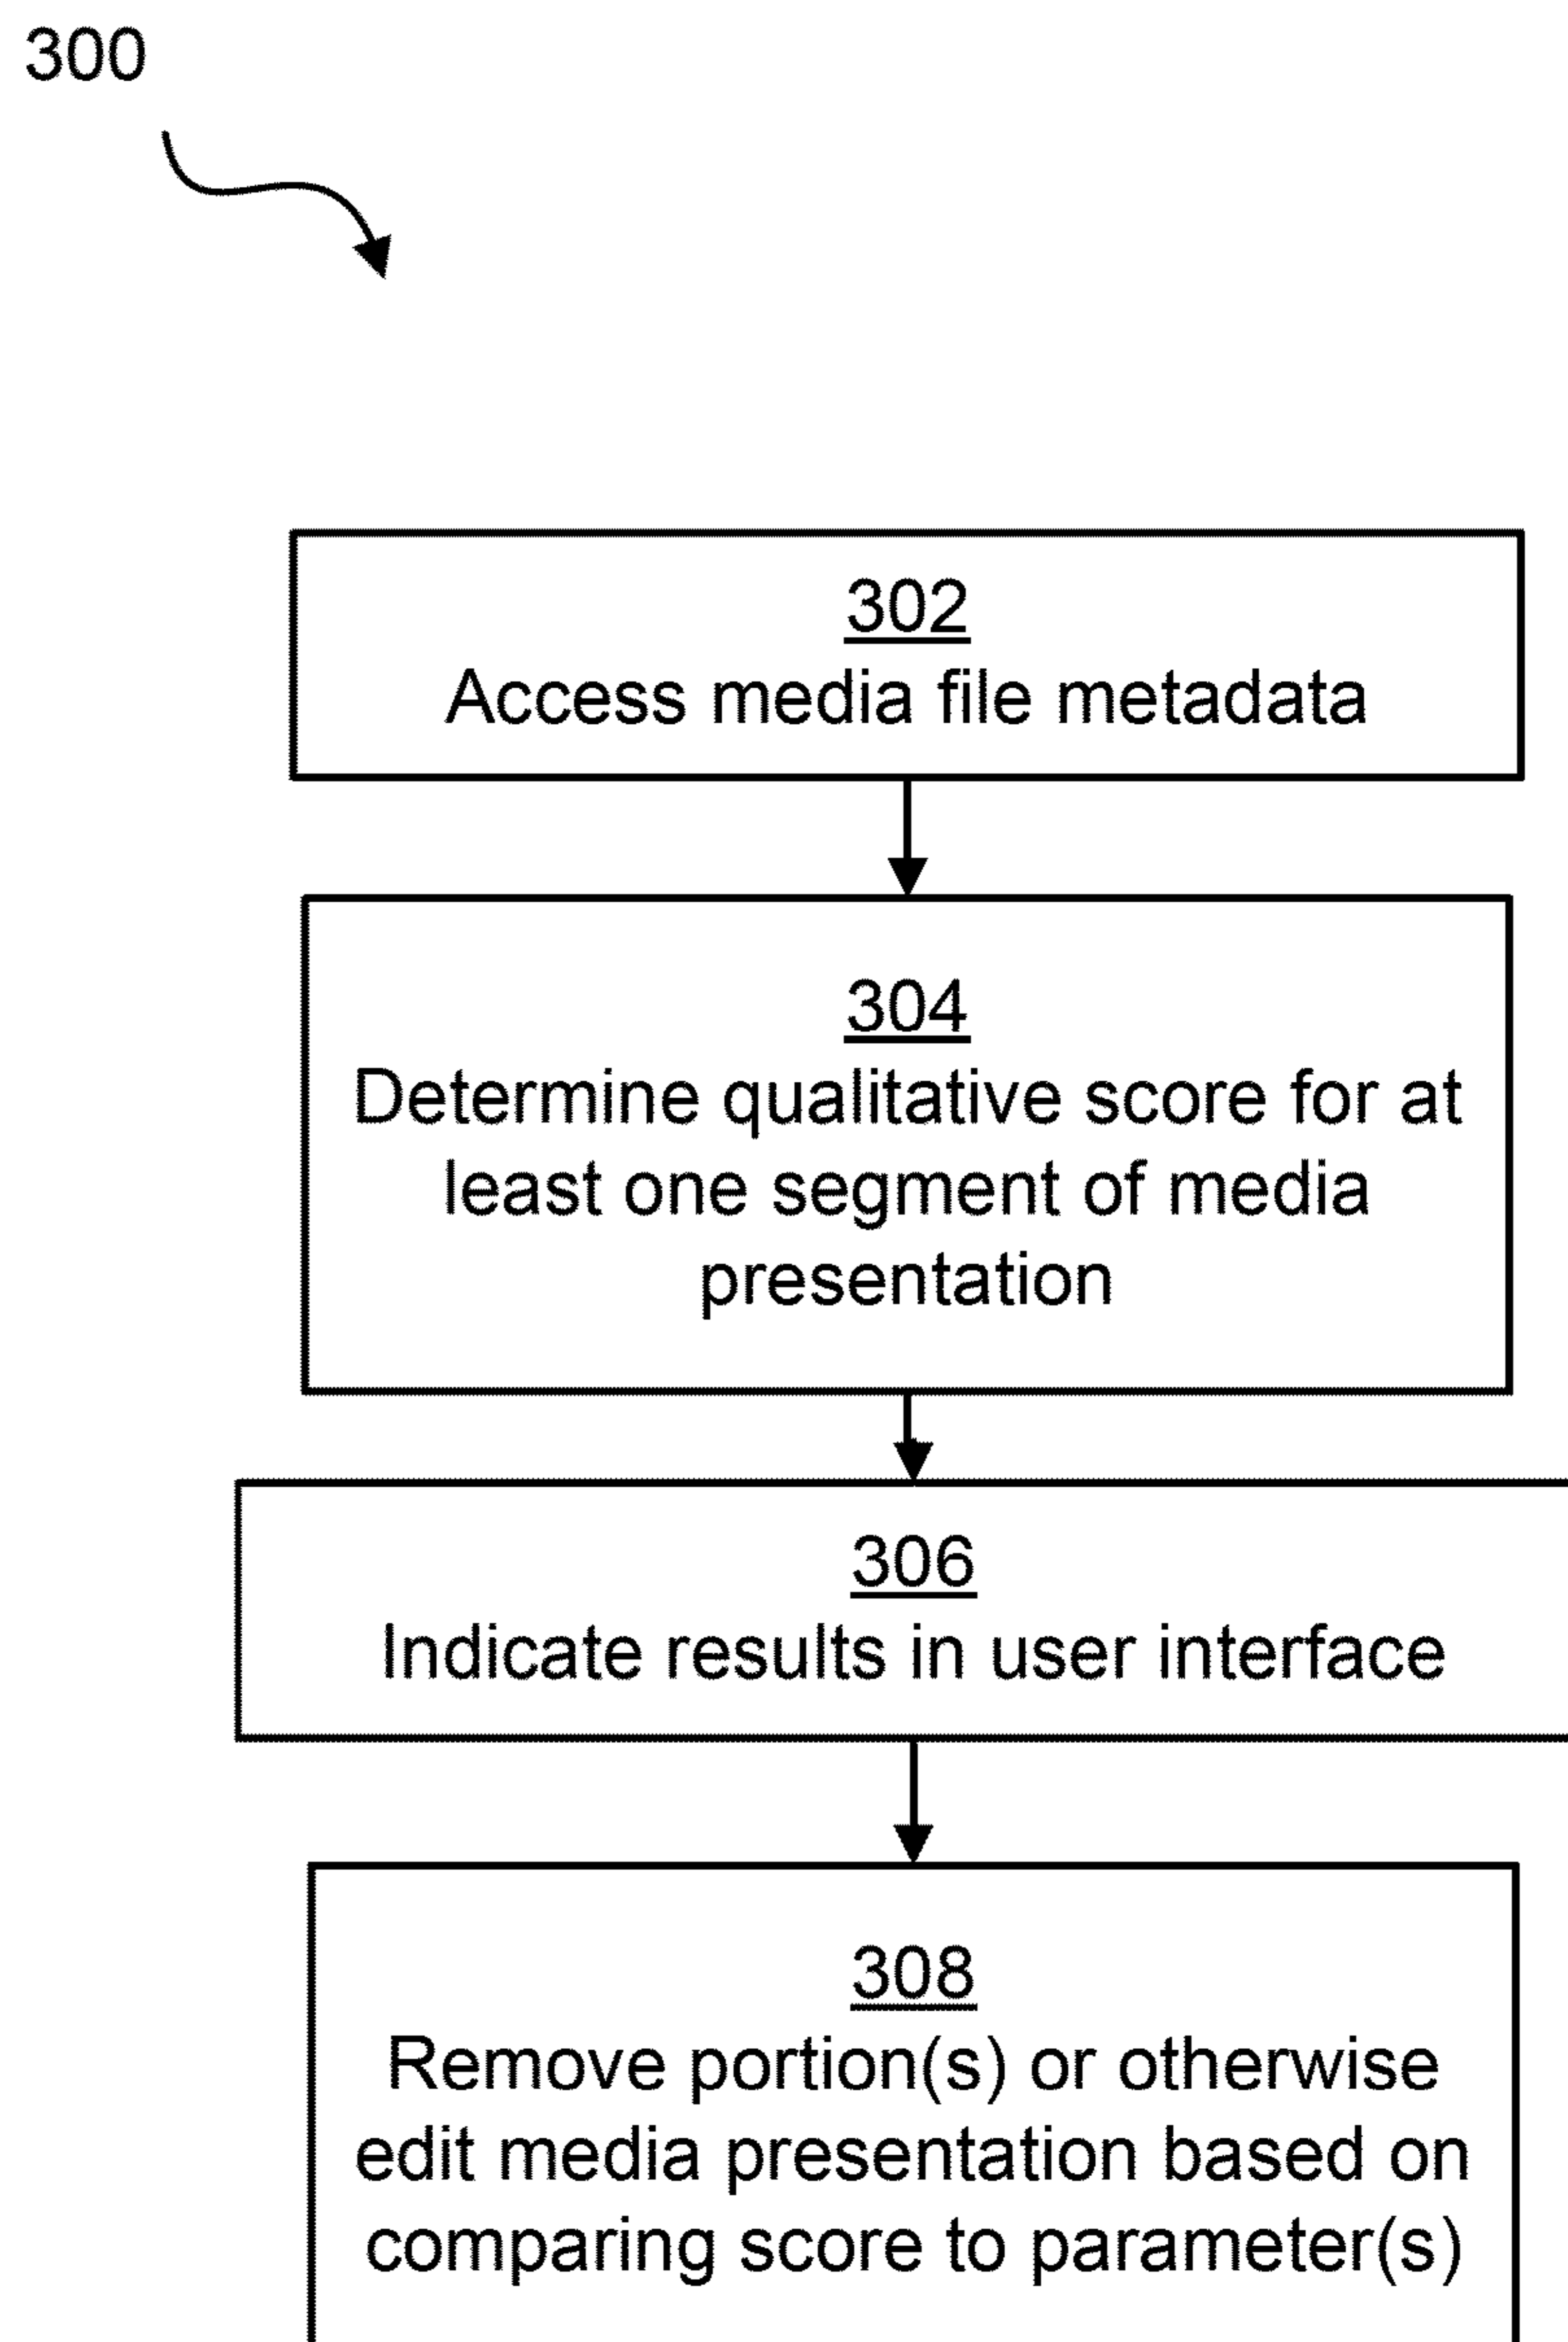 300
302
Access media file metadata
304
Determine qualitative score for at
least one segment of media
presentation
306
Indicate results in user interface
308
Remove portion(s) or otherwise
edit media presentation based on
comparing score to parameter(s)